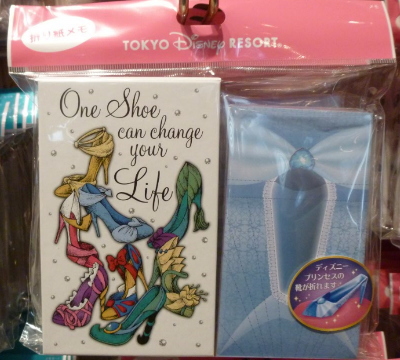 折り紙メモ
TOKYO Disney RESORT®
One Shoe
can change
your
Life
ディズニー
プリンセスの
靴が折れます！